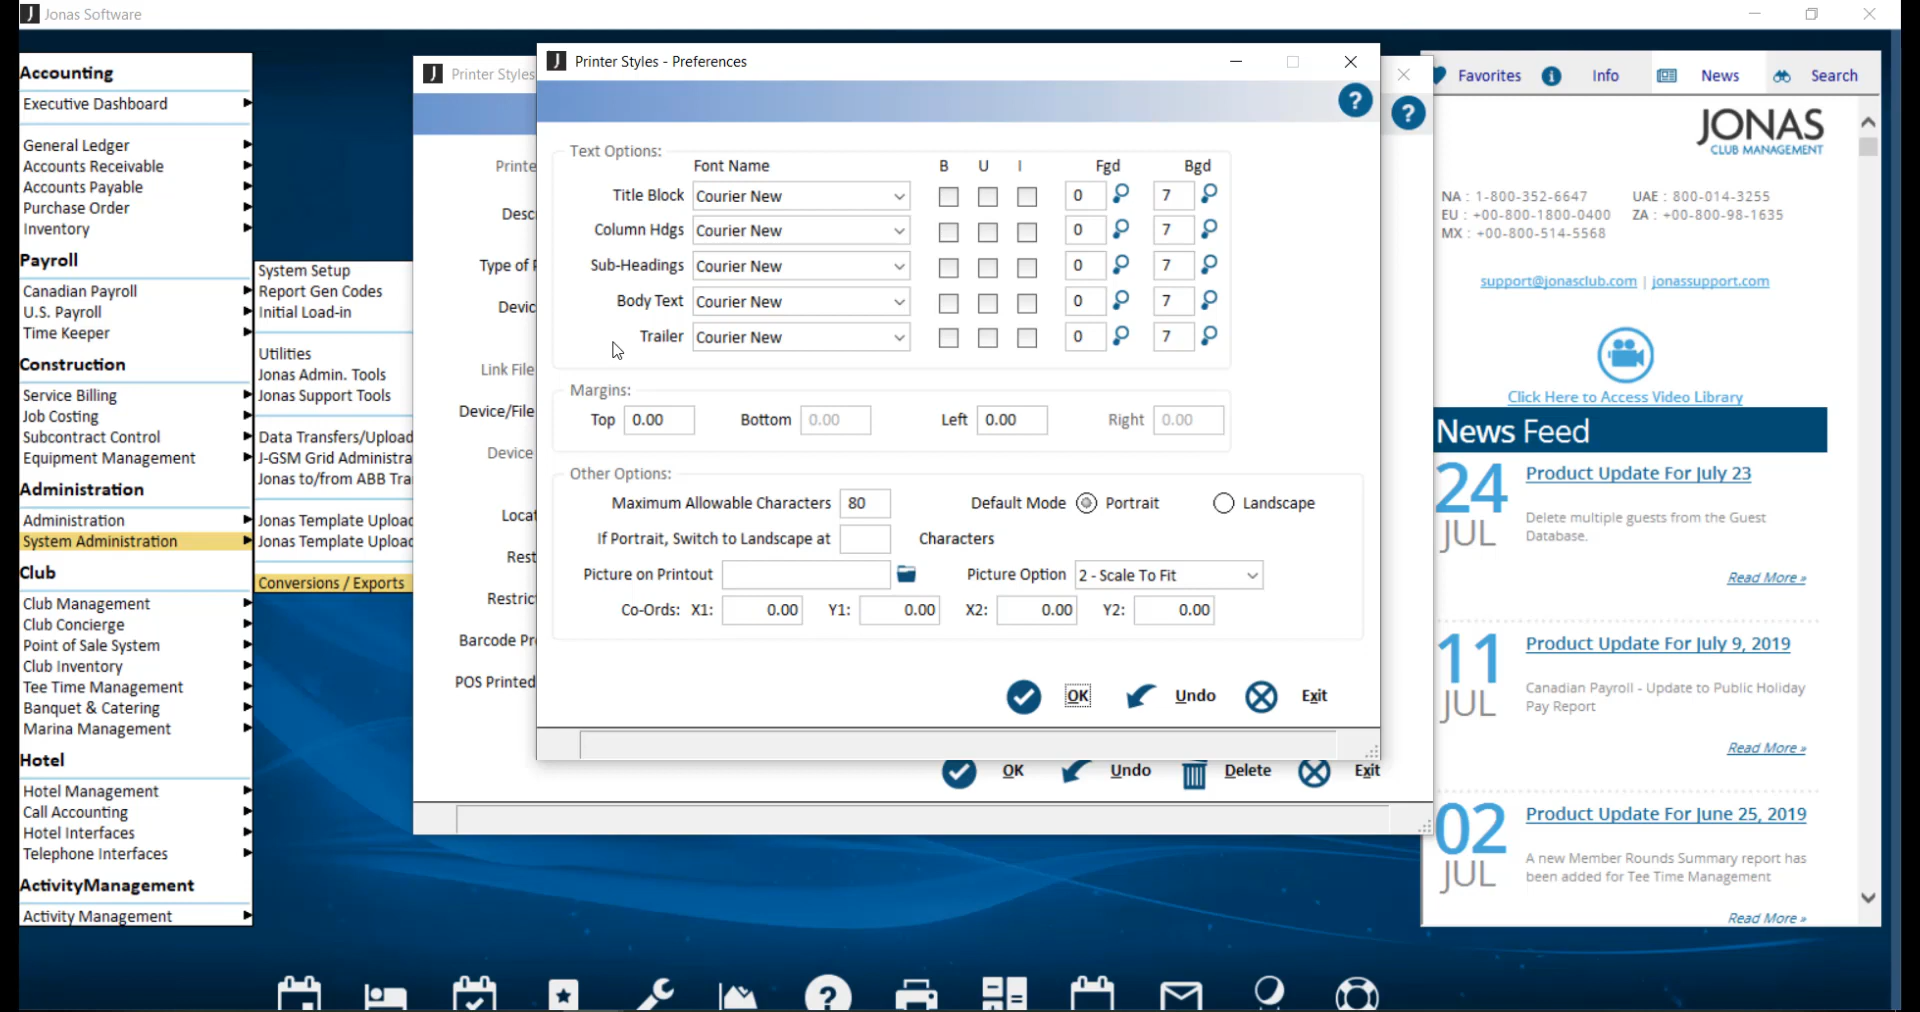 Jonas Software
Accounting
Executive Dashboard
General Ledger
Accounts Receivable
Accounts Payable
Purchase Order
Inventory
Payroll
Canadian Payroll
U.S. Payroll
Time Keeper
Construction
Service Billing
Job Costing
Subcontract Control
Equipment Management
Administration
Administration
System Administration
Club
Club Management
Club Concierge
Point of Sale System
Club Inventory
Tee Time Management
Banquet & Catering
Marina Management
Hotel
Hotel Management
Call Accounting
Hotel Interfaces
Telephone Interfaces
ActivityManagement
Activity Management
System Setup
Report Gen Codes
Initial Load-in
Utilities
Jonas Admin. Tools
Jonas Support Tools
Data Transfers/Upload
J-GSM Grid Administra
Jonas to/from ABB Tra
Jonas Template Uploa
Jonas Template Uploa
Conversions / Exports
Printer Styles
Printe
Desc
Type of
Devic
Link File
Device/File
Device
Locat
Rest
Restric
Barcode Pr
POS Printed
OK Undo Delete Exit
Printer Styles - Preferences
?
?
Text Options:
Font Name B U I Fgd Bgd
Title Block Courier New 0 7
Column Hdgs Courier New 0 7
Sub-Headings Courier New 0 7
Body Text Courier New 0 7
Trailer Courier New 0 7
Margins:
Top 0.00 Bottom 0.00 Left 0.00 Right 0.00
Other Options:
Maximum Allowable Characters 80 Default Mode Portrait Landscape
If Portrait, Switch to Landscape at Characters
Picture on Printout Picture Option 2 - Scale To Fit
Co-Ords: X1: 0.00 Y1: 0.00 X2: 0.00 Y2: 0.00
OK Undo Exit
Favorites Info News Search
JONAS
CLUB MANAGEMENT
NA : 1-800-352-6647 UAE : 800-014-3255
EU : +00-800-1800-0400 ZA : +00-800-98-1635
MX : +00-800-514-5568
support@jonasclub.com | jonassupport.com
Click Here to Access Video Library
News Feed
24 JUL
Product Update For July 23
Delete multiple guests from the Guest
Database.
Read More »
11 JUL
Product Update For July 9, 2019
Canadian Payroll - Update to Public Holiday
Pay Report
Read More »
02 JUL
Product Update For June 25, 2019
A new Member Rounds Summary report has
been added for Tee Time Management
Read More »